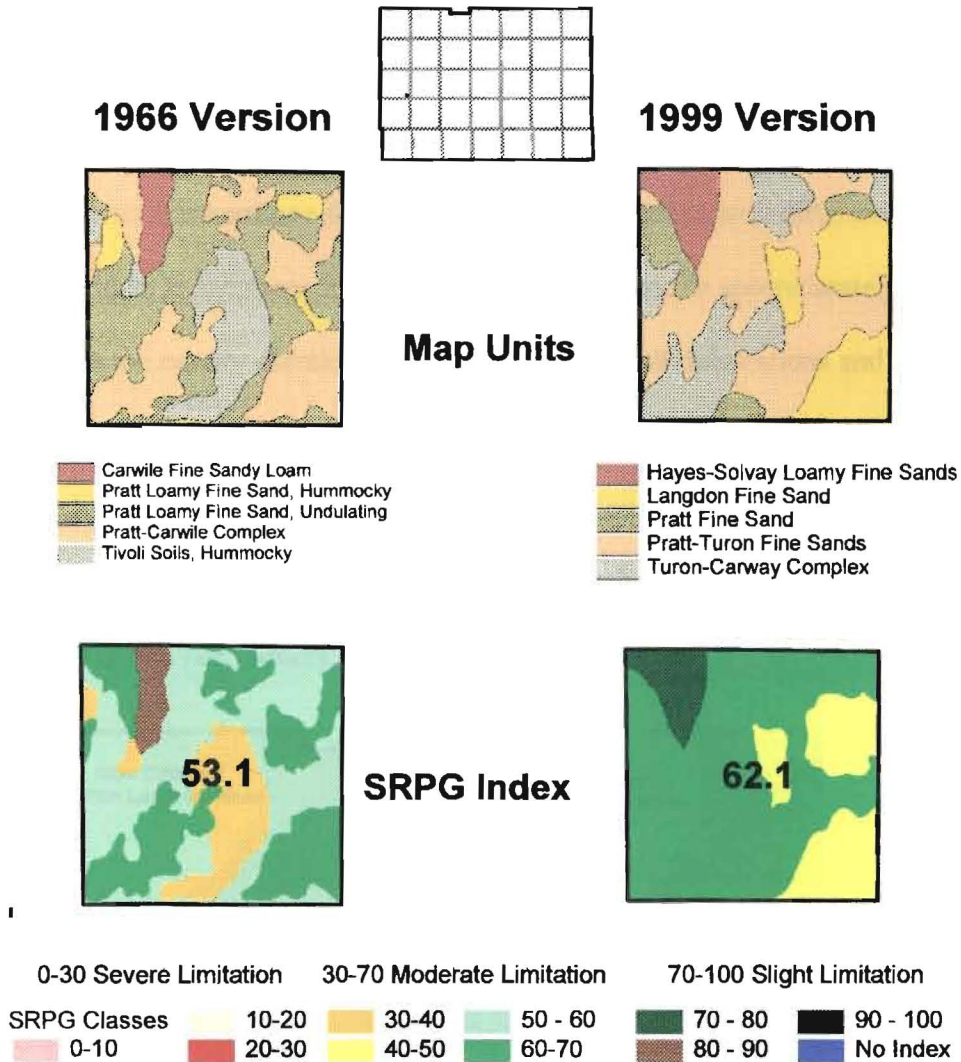 1966 Version
1999 Version
Map Units
Carwile Fine Sandy Loam
Pratt Loamy Fine Sand, Hummocky
Pratt Loamy Fine Sand, Undulating
Pratt-Carwile Complex
Tivoli Soils, Hummocky
Hayes-Solvay Loamy Fine Sands
Langdon Fine Sand
Pratt Fine Sand
Pratt-Turon Fine Sands
Turon-Carway Complex
53.1
SRPG Index
62.1
0-30 Severe Limitation 30-70 Moderate Limitation 70-100 Slight Limitation
SRPG Classes 10-20 30-40 50 - 60 70 - 80 90 - 100
0-10 20-30 40-50 60-70 80 - 90 No Index